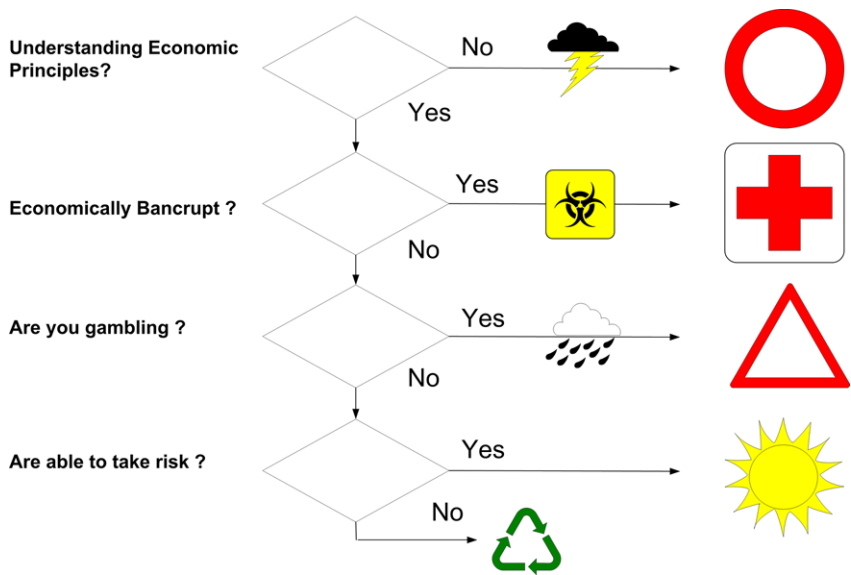 Understanding Economic
Principles?
No
Yes
Economically Bancrupt ?
Yes
No
Are you gambling ?
Yes
No
Are able to take risk ?
Yes
No